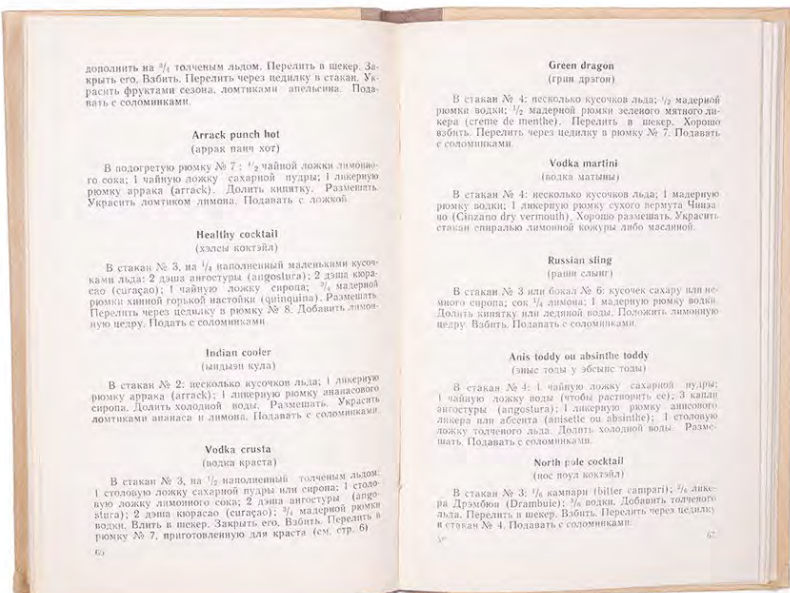 дополнить на ³/₄ толченым льдом. Перелить в шекер. За-
крыть его. Взбить. Перелить через цедилку в стакан. Ук-
расить фруктами сезона, ломтиками апельсина. Пода-
вать с соломинками.
Arrack punch hot
(аррак панч хот)
В подогретую рюмку № 7: ¹/₂ чайной ложки лимонно-
го сока; 1 чайную ложку сахарной пудры; 1 ликерную
рюмку аррака (arrack). Долить кипятку. Размешать.
Украсить ломтиком лимона. Подавать с ложкой.
Healthy cocktail
(хэлсы коктэйл)
В стакан № 3, на ¹/₄ наполненный маленькими кусоч-
ками льда: 2 дэша ангостуры (angostura); 2 дэша кюра-
сао (curaçao); 1 чайную ложку сиропа; ³/₄ мадерной
рюмки хинной горькой настойки (quinquina). Размешать.
Перелить через цедилку в рюмку № 8. Добавить лимон-
ную цедру. Подать с соломинками.
Indian cooler
(ындыэн кула)
В стакан № 2: несколько кусочков льда; 1 ликерную
рюмку аррака (arrack); 1 ликерную рюмку ананасового
сиропа. Долить холодной воды. Размешать. Украсить
ломтиками ананаса и лимона. Подавать с соломинками.
Vodka crusta
(водка краста)
В стакан № 3, на ¹/₂ наполненный толченым льдом:
1 столовую ложку сахарной пудры или сиропа; 1 столо-
вую ложку лимонного сока; 2 дэша ангостуры (ango-
stura); 2 дэша кюрасао (curaçao); ³/₄ мадерной рюмки
водки. Влить в шекер. Закрыть его. Взбить. Перелить в
рюмку № 7, приготовленную для краста (см. стр. 6)
Green dragon
(грин дрэгон)
В стакан № 4: несколько кусочков льда; ¹/₂ мадерной
рюмки водки; ¹/₂ мадерной рюмки зеленого мятного ли-
кера (creme de menthe). Перелить в шекер. Хорошо
взбить. Перелить через цедилку в рюмку № 7. Подавать
с соломинками.
Vodka martini
(водка матыны)
В стакан № 4: несколько кусочков льда; 1 мадерную
рюмку водки; 1 ликерную рюмку сухого вермута Чинза-
но (Cinzano dry vermouth). Хорошо размешать. Украсить
стакан спиралью лимонной кожуры либо маслиной.
Russian sling
(рашн слынг)
В стакан № 3 или бокал № 6: кусочек сахару или не-
много сиропа; сок ¹/₄ лимона; 1 мадерную рюмку водки.
Долить кипятку или ледяной воды. Положить лимонную
цедру. Взбить. Подавать с соломинками.
Anis toddy ou absinthe toddy
(эныс тоды у эбсынс тоды)
В стакан № 4: 1 чайную ложку сахарной пудры;
1 чайную ложку воды (чтобы растворить ее); 3 капли
ангостуры (angostura); 1 ликерную рюмку анисового
ликера или абсента (anisette ou absinthe); 1 столовую
ложку толченого льда. Долить холодной воды. Разме-
шать. Подавать с соломинками.
North pole cocktail
(нос поул коктэйл)
В стакан № 3: ¹/₆ кампари (bitter campari); ²/₆ лике-
ра Дрэмбюи (Drambuie); ³/₆ водки. Добавить толченого
льда. Перелить в шекер. Взбить. Перелить через цедилку
в стакан № 4. Подавать с соломинками.
67